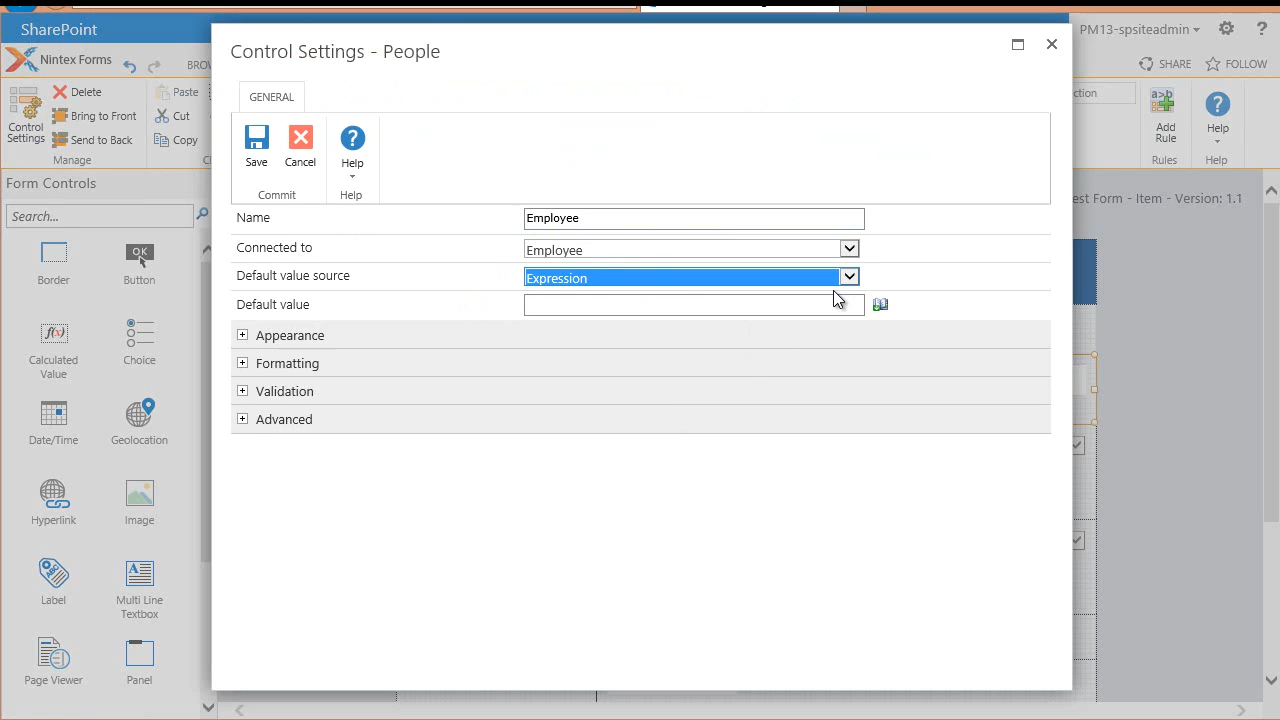 SharePoint
PM13-spsiteadmin
?
Nintex Forms
SHARE
FOLLOW
Control Settings
Delete
Bring to Front
Send to Back
Manage
Paste
Cut
Copy
Add Rule
Rules
Help
Help
Form Controls
Search...
Border
Button
OK
Calculated Value
f(x)
Choice
Date/Time
Geolocation
Hyperlink
Image
Label
ABC
Multi Line Textbox
Page Viewer
Panel
Control Settings - People
GENERAL
Save
Cancel
Help
Commit
Help
Name
Employee
Connected to
Employee
Default value source
Expression
Default value
Appearance
Formatting
Validation
Advanced
est Form - Item - Version: 1.1